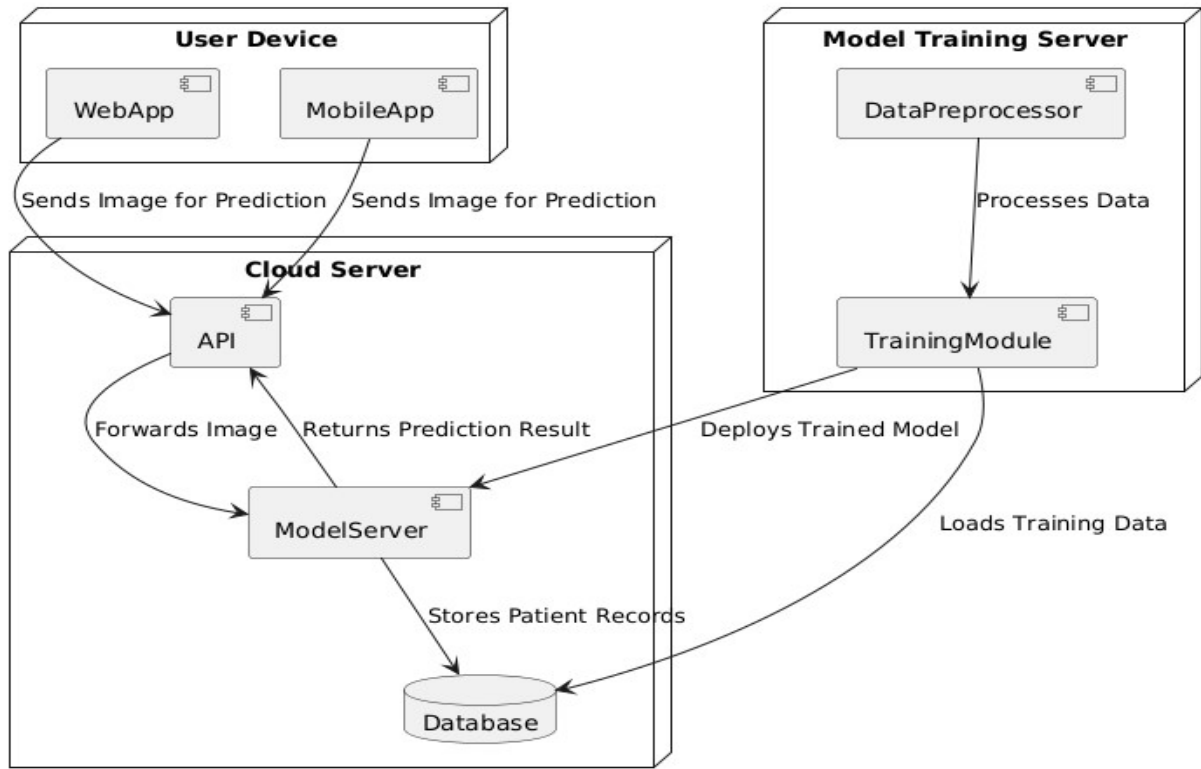 User Device
Model Training Server
WebApp
MobileApp
DataPreprocessor
Sends Image for Prediction
Sends Image for Prediction
Processes Data
Cloud Server
API
TrainingModule
Forwards Image
Returns Prediction Result
Deploys Trained Model
ModelServer
Loads Training Data
Stores Patient Records
Database